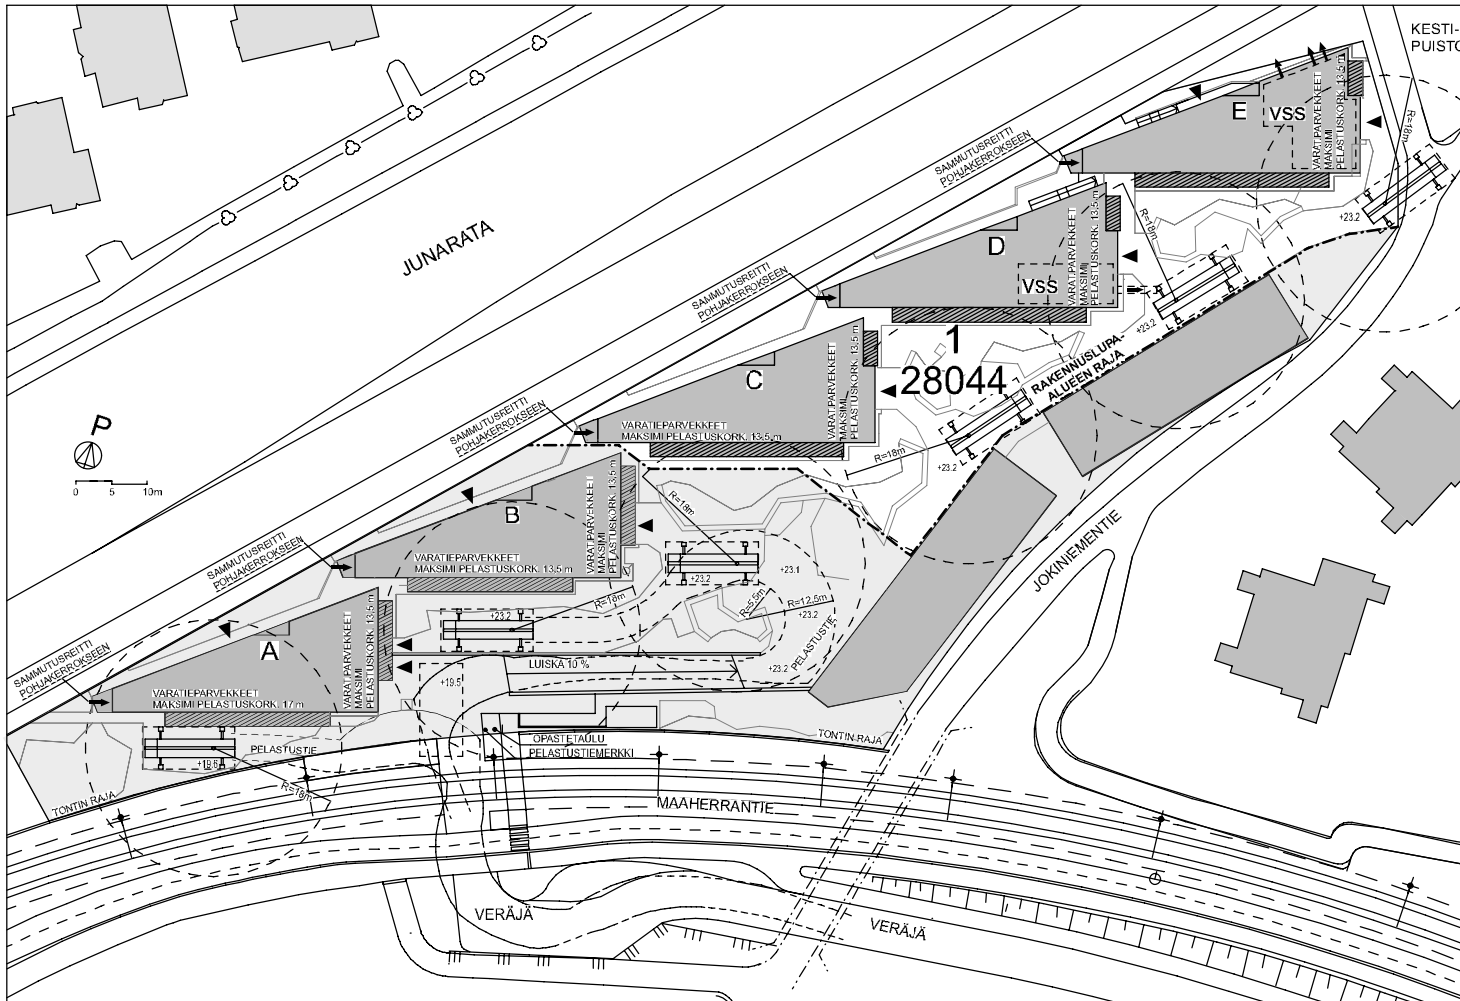 KESTI-
PUISTO
JUNARATA
P
0 5 10m
SAMMUTUSREITTI
POHJAKERROKSEEN
E
VSS
VARAT.PARVEKKEET
MAKSIMI
PELASTUSKORK. 13,5 m
R=18m
+23.2
SAMMUTUSREITTI
POHJAKERROKSEEN
D
VSS
VARAT.PARVEKKEET
MAKSIMI
PELASTUSKORK. 13,5 m
R=18m
+23.2
1
28044
RAKENNUSLUPA-
ALUEEN RAJA
SAMMUTUSREITTI
POHJAKERROKSEEN
C
VARATIEPARVEKKEET
MAKSIMI PELASTUSKORK. 13,5 m
VARAT.PARVEKKEET
MAKSIMI
PELASTUSKORK. 13,5 m
R=18m
+23.2
SAMMUTUSREITTI
POHJAKERROKSEEN
B
VARATIEPARVEKKEET
MAKSIMI PELASTUSKORK. 13,5 m
VARAT.PARVEKKEET
MAKSIMI
PELASTUSKORK. 13,5 m
R=18m
+23.2
+23.1
R=5,5m
R=12,5m
+23.2
R=18m
+23.2
PELASTUSTIE
+23.2
LUISKA 10 %
JOKINIEMENTIE
SAMMUTUSREITTI
POHJAKERROKSEEN
A
VARATIEPARVEKKEET
MAKSIMI PELASTUSKORK. 17 m
VARAT.PARVEKKEET
MAKSIMI
PELASTUSKORK. 13,5 m
+19.5
PELASTUSTIE
+19.6
R=18m
OPASTETAULU
PELASTUSTIEMERKKI
TONTIN RAJA
TONTIN RAJA
MAAHERRANTIE
VERÄJÄ
VERÄJÄ